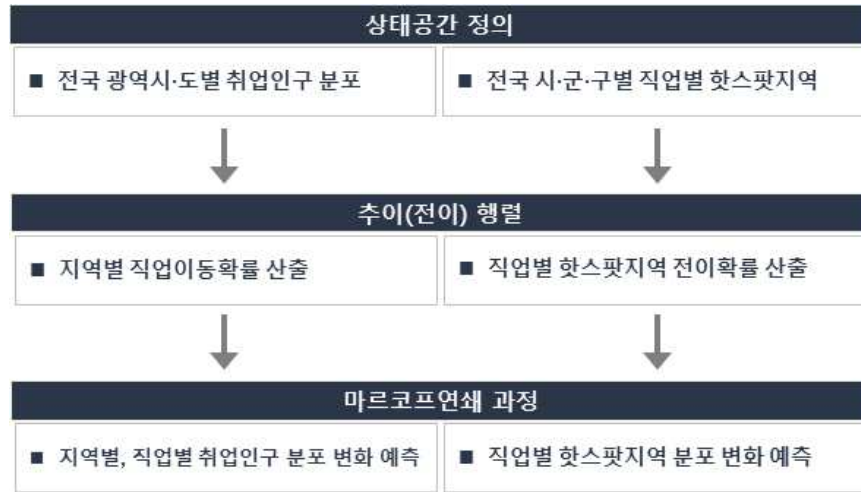 상태공간 정의
■ 전국 광역시·도별 취업인구 분포
■ 전국 시·군·구별 직업별 핫스팟지역
추이(전이) 행렬
■ 지역별 직업이동확률 산출
■ 직업별 핫스팟지역 전이확률 산출
마르코프연쇄 과정
■ 지역별, 직업별 취업인구 분포 변화 예측
■ 직업별 핫스팟지역 분포 변화 예측